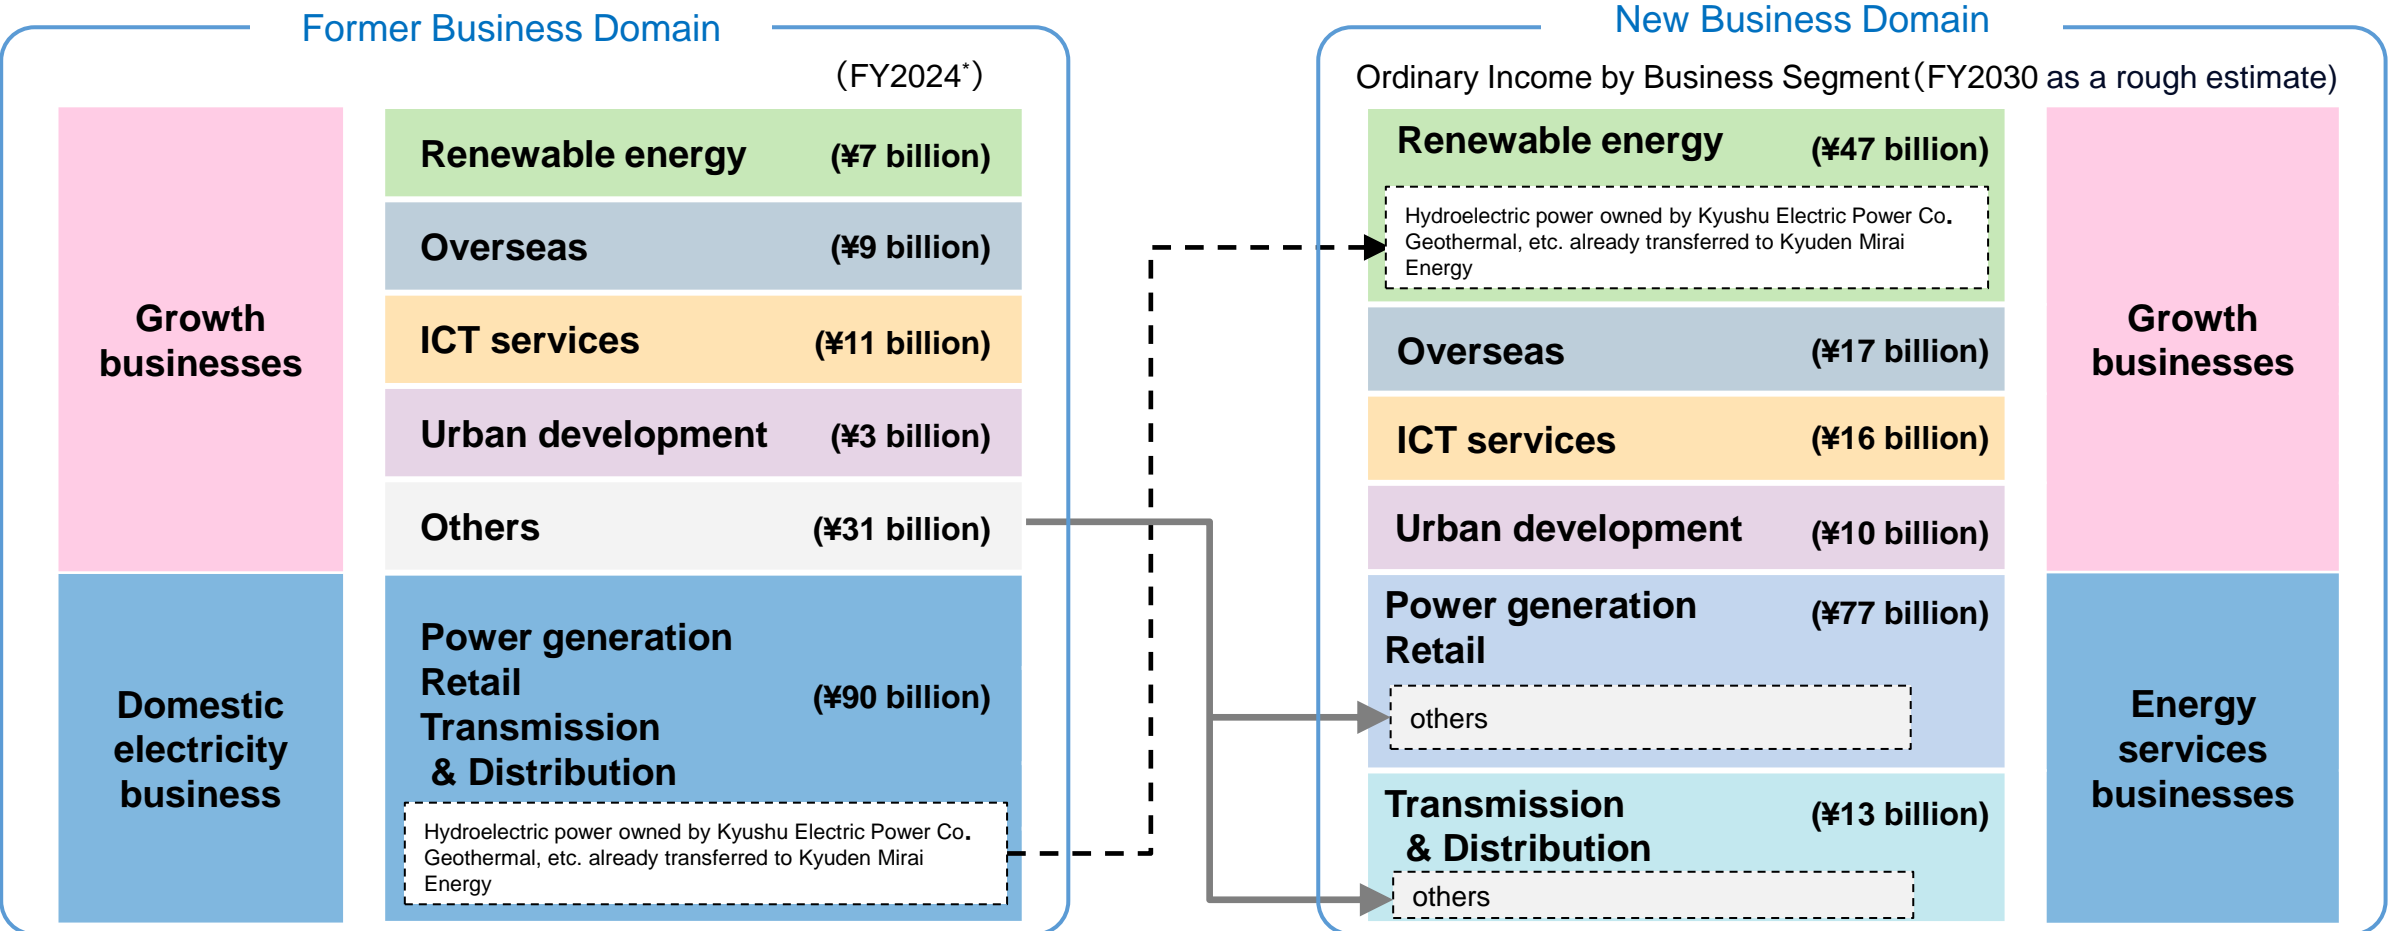 Former Business Domain
(FY2024*)
Growth
businesses
Renewable energy (¥7 billion)
Overseas (¥9 billion)
ICT services (¥11 billion)
Urban development (¥3 billion)
Others (¥31 billion)
Domestic
electricity
business
Power generation
Retail
Transmission
& Distribution
(¥90 billion)
Hydroelectric power owned by Kyushu Electric Power Co.
Geothermal, etc. already transferred to Kyuden Mirai
Energy
New Business Domain
Ordinary Income by Business Segment(FY2030 as a rough estimate)
Renewable energy (¥47 billion)
Hydroelectric power owned by Kyushu Electric Power Co.
Geothermal, etc. already transferred to Kyuden Mirai
Energy
Overseas (¥17 billion)
ICT services (¥16 billion)
Urban development (¥10 billion)
Growth
businesses
Power generation (¥77 billion)
Retail
others
Transmission (¥13 billion)
& Distribution
others
Energy
services
businesses